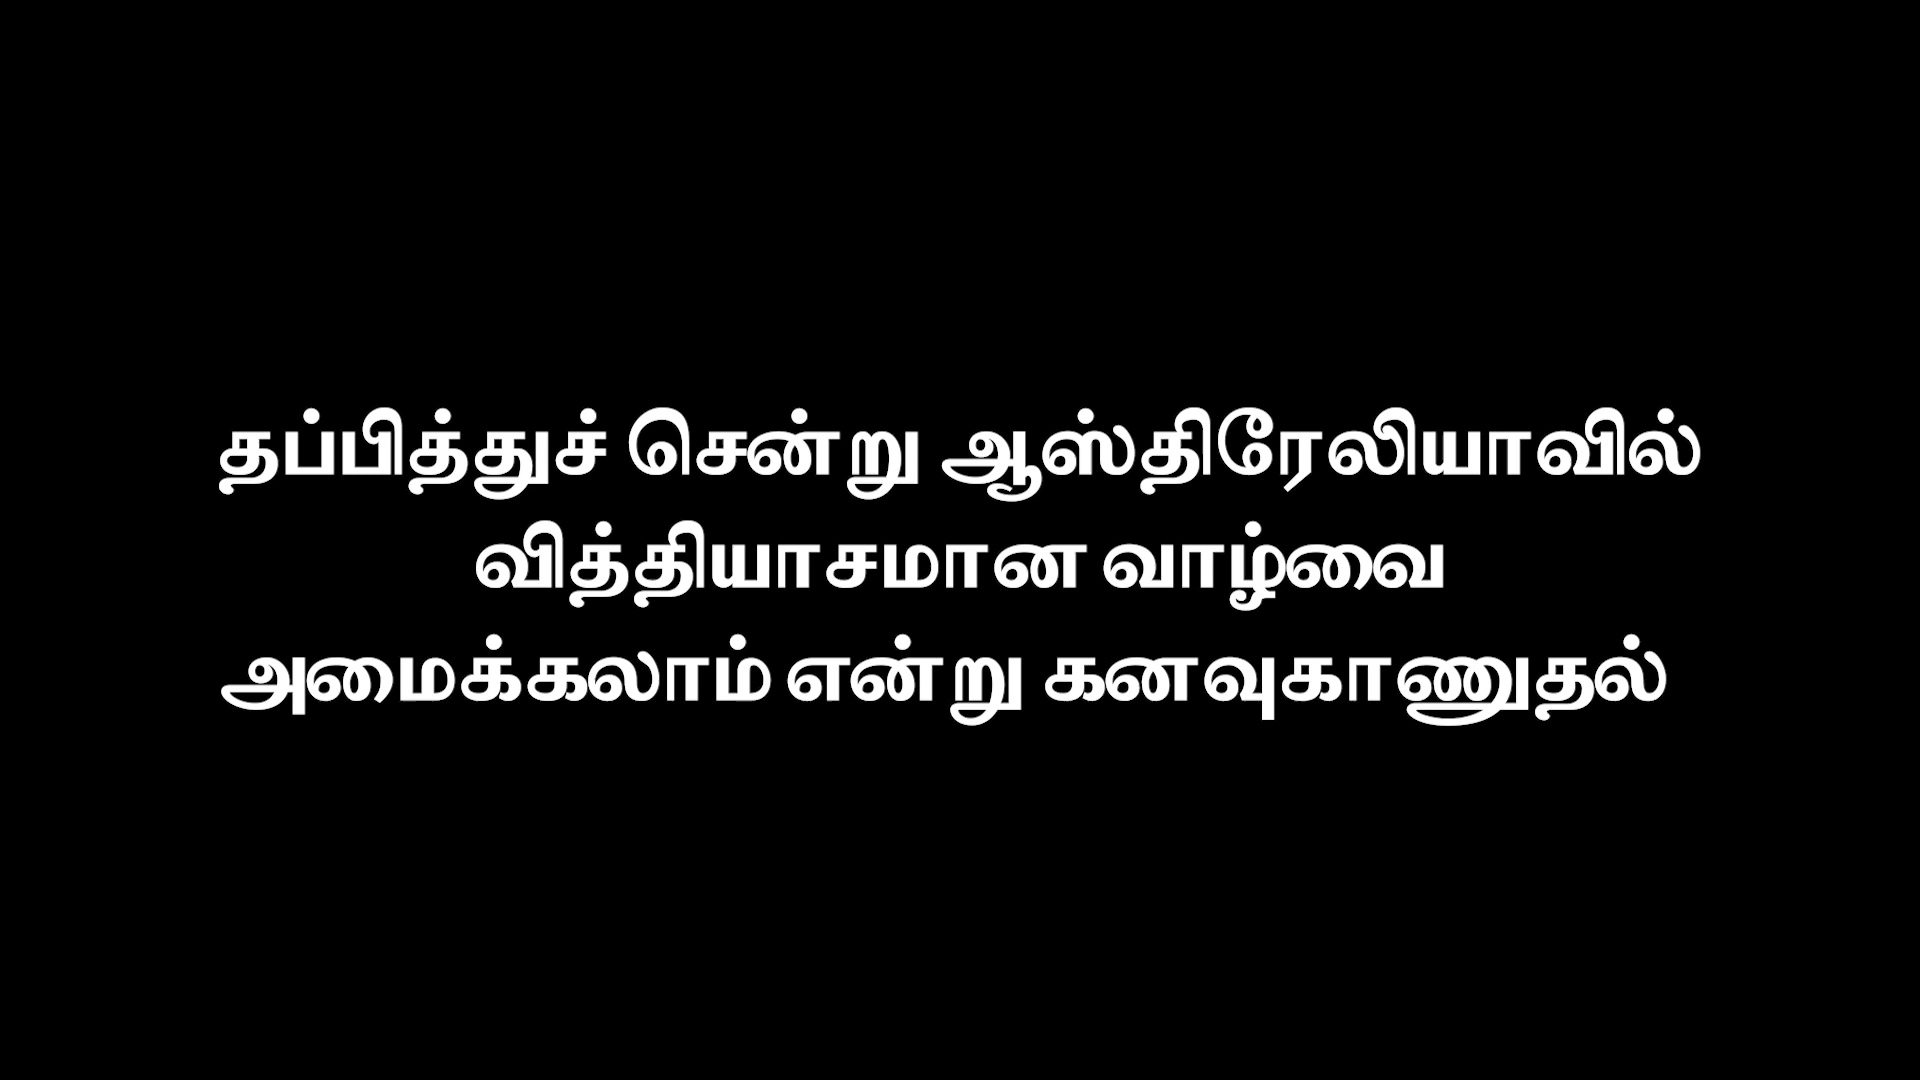 தப்பித்துச் சென்று ஆஸ்திரேலியாவில்
வித்தியாசமான வாழ்வை
அமைக்கலாம் என்று கனவுகாணுதல்